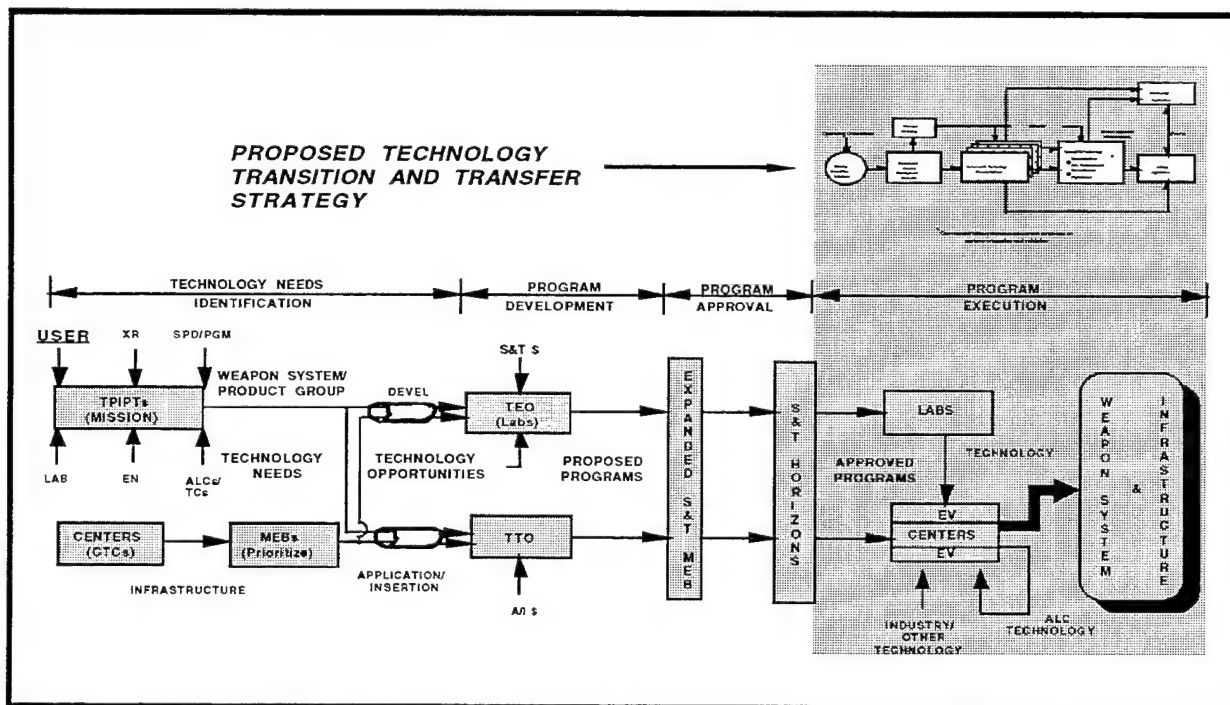 PROPOSED TECHNOLOGY
TRANSITION AND TRANSFER
STRATEGY
TECHNOLOGY NEEDS
IDENTIFICATION
PROGRAM
DEVELOPMENT
PROGRAM
APPROVAL
PROGRAM
EXECUTION
USER
XR
SPD/PGM
TPIPTs
(MISSION)
LAB
EN
ALCs/
TCs
WEAPON SYSTEM/
PRODUCT GROUP
TECHNOLOGY
NEEDS
CENTERS
(CTCs)
MEBs
(Prioritize)
INFRASTRUCTURE
DEVEL
TECHNOLOGY
OPPORTUNITIES
APPLICATION/
INSERTION
S&T $
TEO
(Labs)
TTO
A/I $
PROPOSED
PROGRAMS
EXPANDED S&T MEB
S&T HORIZONS
LABS
TECHNOLOGY
APPROVED
PROGRAMS
EV
CENTERS
EV
INDUSTRY/
OTHER
TECHNOLOGY
ALC
TECHNOLOGY
WEAPON SYSTEM
&
INFRASTRUCTURE